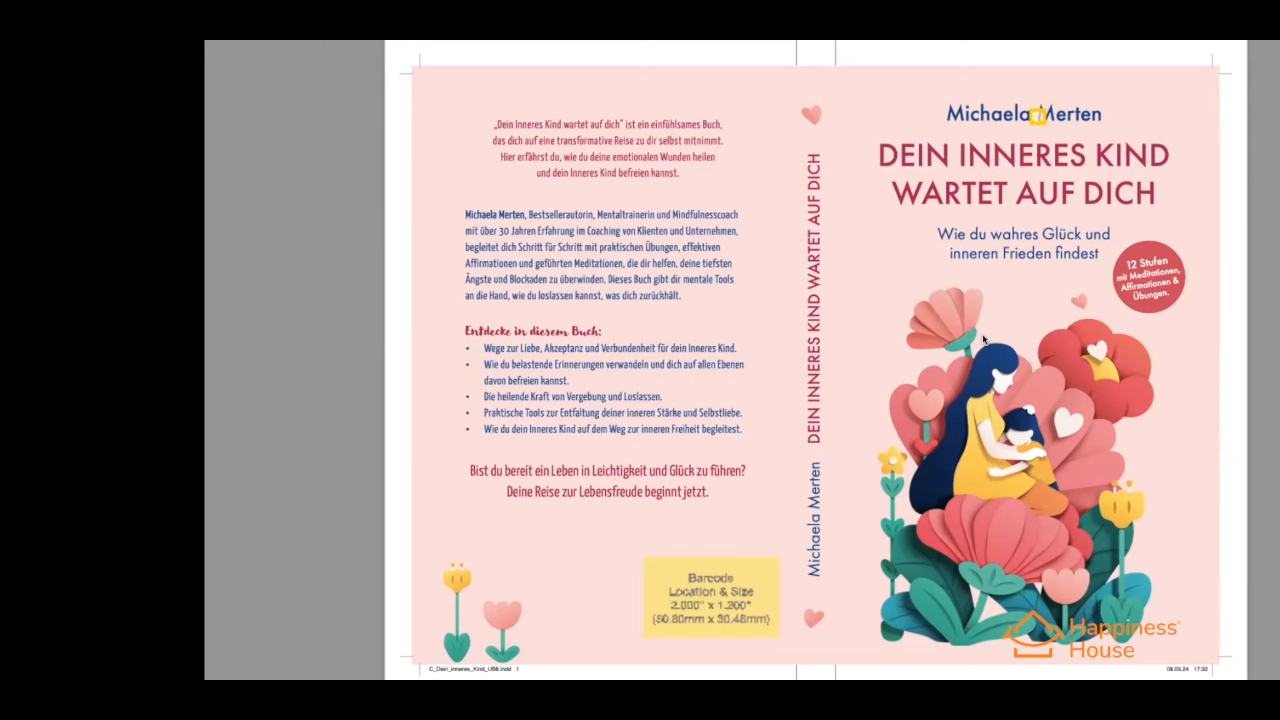 „Dein Inneres Kind wartet auf dich“ ist ein einfühlsames Buch,
das dich auf eine transformative Reise zu dir selbst mitnimmt.
Hier erfährst du, wie du deine emotionalen Wunden heilen
und dein Inneres Kind befreien kannst.
Michaela Merten, Bestsellerautorin, Mentaltrainerin und Mindfulnesscoach
mit über 30 Jahren Erfahrung im Coaching von Klienten und Unternehmen,
begleitet dich Schritt für Schritt mit praktischen Übungen, effektiven
Affirmationen und geführten Meditationen, die dir helfen, deine tiefsten
Ängste und Blockaden zu überwinden. Dieses Buch gibt dir mentale Tools
an die Hand, wie du loslassen kannst, was dich zurückhält.
Entdecke in diesem Buch:
• Wege zur Liebe, Akzeptanz und Verbundenheit für dein Inneres Kind.
• Wie du belastende Erinnerungen verwandeln und dich auf allen Ebenen
davon befreien kannst.
• Die heilende Kraft von Vergebung und Loslassen.
• Praktische Tools zur Entfaltung deiner inneren Stärke und Selbstliebe.
• Wie du dein Inneres Kind auf dem Weg zur inneren Freiheit begleitest.
Bist du bereit ein Leben in Leichtigkeit und Glück zu führen?
Deine Reise zur Lebensfreude beginnt jetzt.
Barcode
Location & Size
2.000" x 1.200"
(50.80mm x 30.48mm)
C_Dein_Inneres_Kind_US6.indd 1
Michaela Merten DEIN INNERES KIND WARTET AUF DICH
Michaela Merten
DEIN INNERES KIND
WARTET AUF DICH
Wie du wahres Glück und
inneren Frieden findest
12 Stufen
mit Meditationen,
Affirmationen &
Übungen.
Happiness
House
08.03.24 17:32